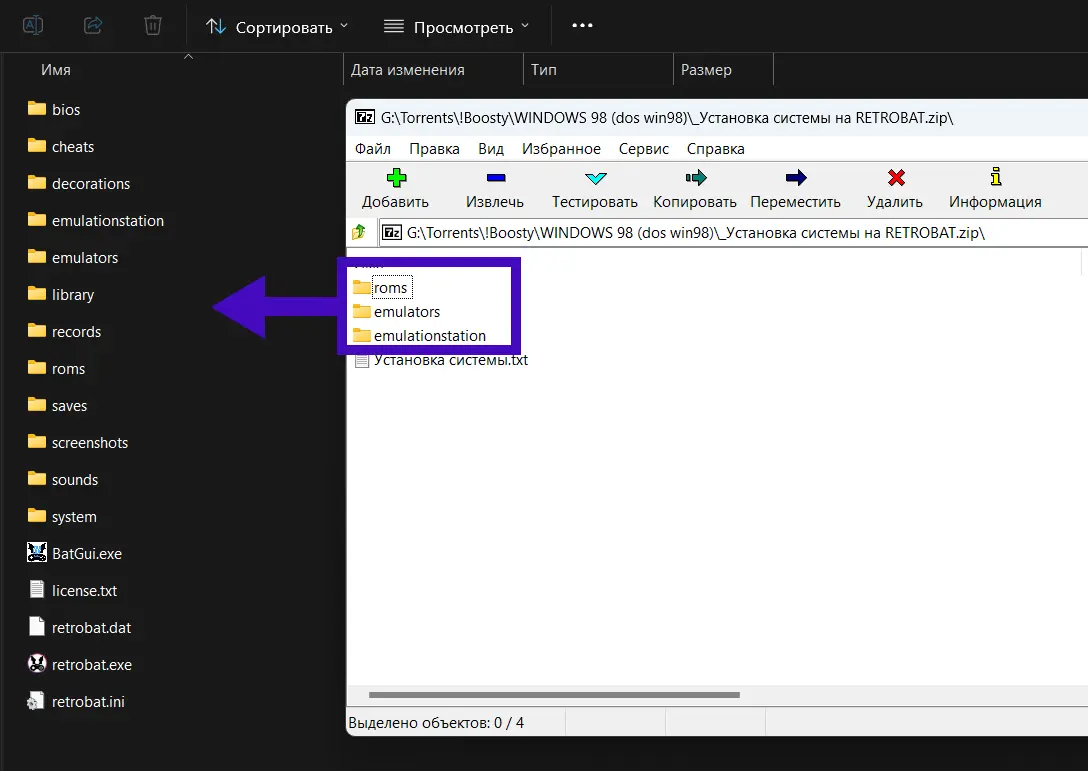 Сортировать
Просмотреть
Имя
Дата изменения
Тип
Размер
bios
cheats
decorations
emulationstation
emulators
library
records
roms
saves
screenshots
sounds
system
BatGui.exe
license.txt
retrobat.dat
retrobat.exe
retrobat.ini
7z G:\Torrents\!Boosty\WINDOWS 98 (dos win98)\_Установка системы на RETROBAT.zip\
Файл Правка Вид Избранное Сервис Справка
Добавить Извлечь Тестировать Копировать Переместить Удалить Информация
7z G:\Torrents\!Boosty\WINDOWS 98 (dos win98)\_Установка системы на RETROBAT.zip\
roms
emulators
emulationstation
Установка системы.txt
Выделено объектов: 0 / 4